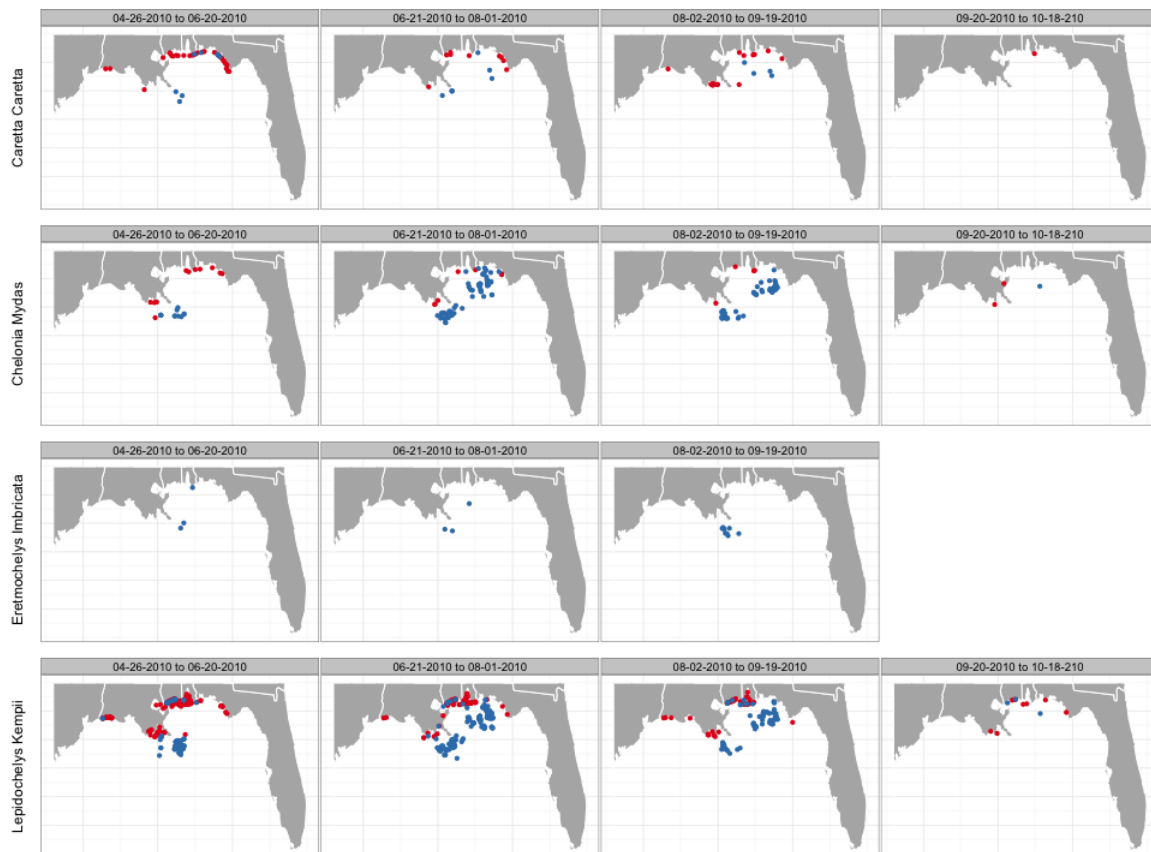 04-26-2010 to 06-20-2010 06-21-2010 to 08-01-2010 08-02-2010 to 09-19-2010 09-20-2010 to 10-18-210
Caretta Caretta
04-26-2010 to 06-20-2010 06-21-2010 to 08-01-2010 08-02-2010 to 09-19-2010 09-20-2010 to 10-18-210
Chelonia Mydas
04-26-2010 to 06-20-2010 06-21-2010 to 08-01-2010 08-02-2010 to 09-19-2010
Eretmochelys Imbricata
04-26-2010 to 06-20-2010 06-21-2010 to 08-01-2010 08-02-2010 to 09-19-2010 09-20-2010 to 10-18-210
Lepidochelys Kempii